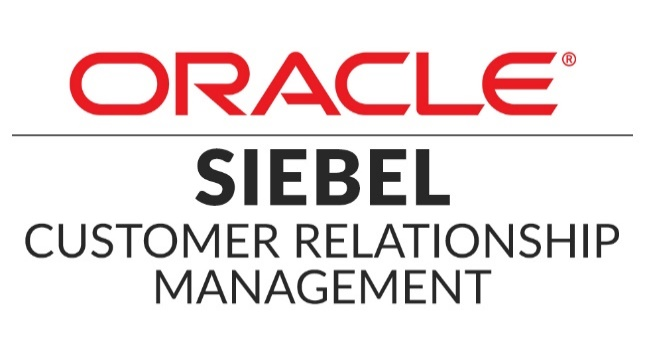 ORACLE®
SIEBEL
CUSTOMER RELATIONSHIP
MANAGEMENT